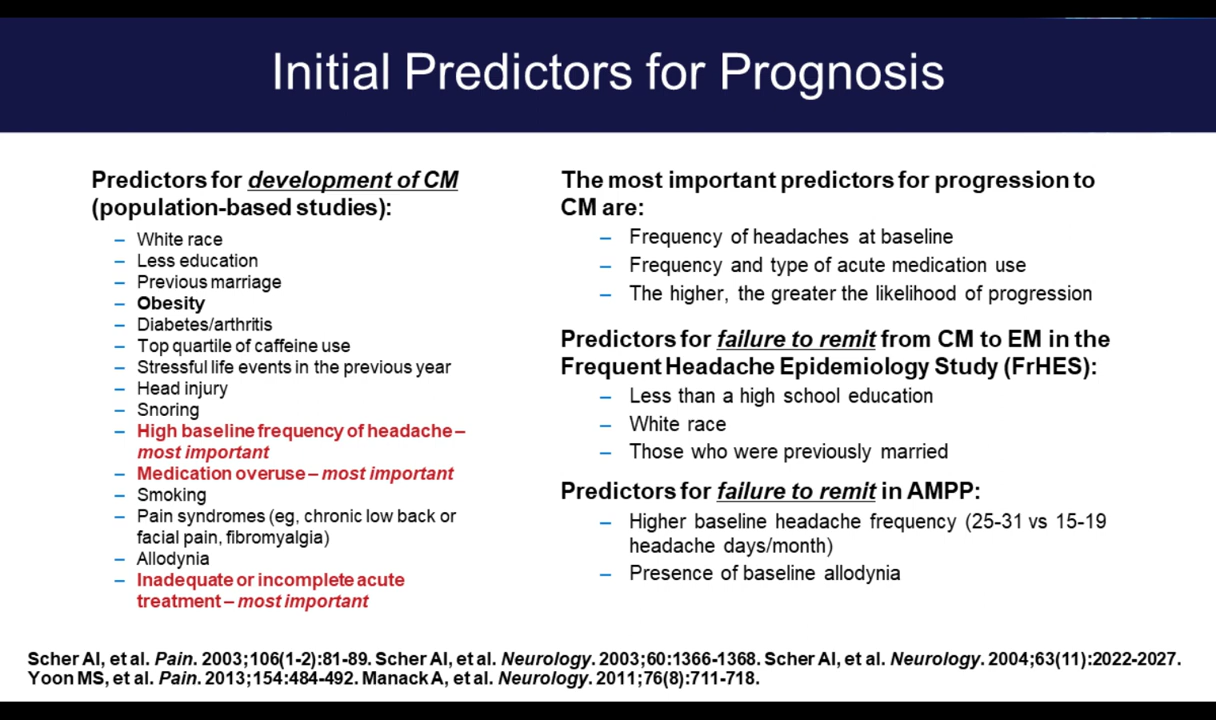 Initial Predictors for Prognosis
Predictors for development of CM
(population-based studies):
– White race
– Less education
– Previous marriage
– Obesity
– Diabetes/arthritis
– Top quartile of caffeine use
– Stressful life events in the previous year
– Head injury
– Snoring
– High baseline frequency of headache –
most important
– Medication overuse – most important
– Smoking
– Pain syndromes (eg, chronic low back or
facial pain, fibromyalgia)
– Allodynia
– Inadequate or incomplete acute
treatment – most important
The most important predictors for progression to
CM are:
– Frequency of headaches at baseline
– Frequency and type of acute medication use
– The higher, the greater the likelihood of progression
Predictors for failure to remit from CM to EM in the
Frequent Headache Epidemiology Study (FrHES):
– Less than a high school education
– White race
– Those who were previously married
Predictors for failure to remit in AMPP:
– Higher baseline headache frequency (25-31 vs 15-19
headache days/month)
– Presence of baseline allodynia
Scher AI, et al. Pain. 2003;106(1-2):81-89. Scher AI, et al. Neurology. 2003;60:1366-1368. Scher AI, et al. Neurology. 2004;63(11):2022-2027.
Yoon MS, et al. Pain. 2013;154:484-492. Manack A, et al. Neurology. 2011;76(8):711-718.